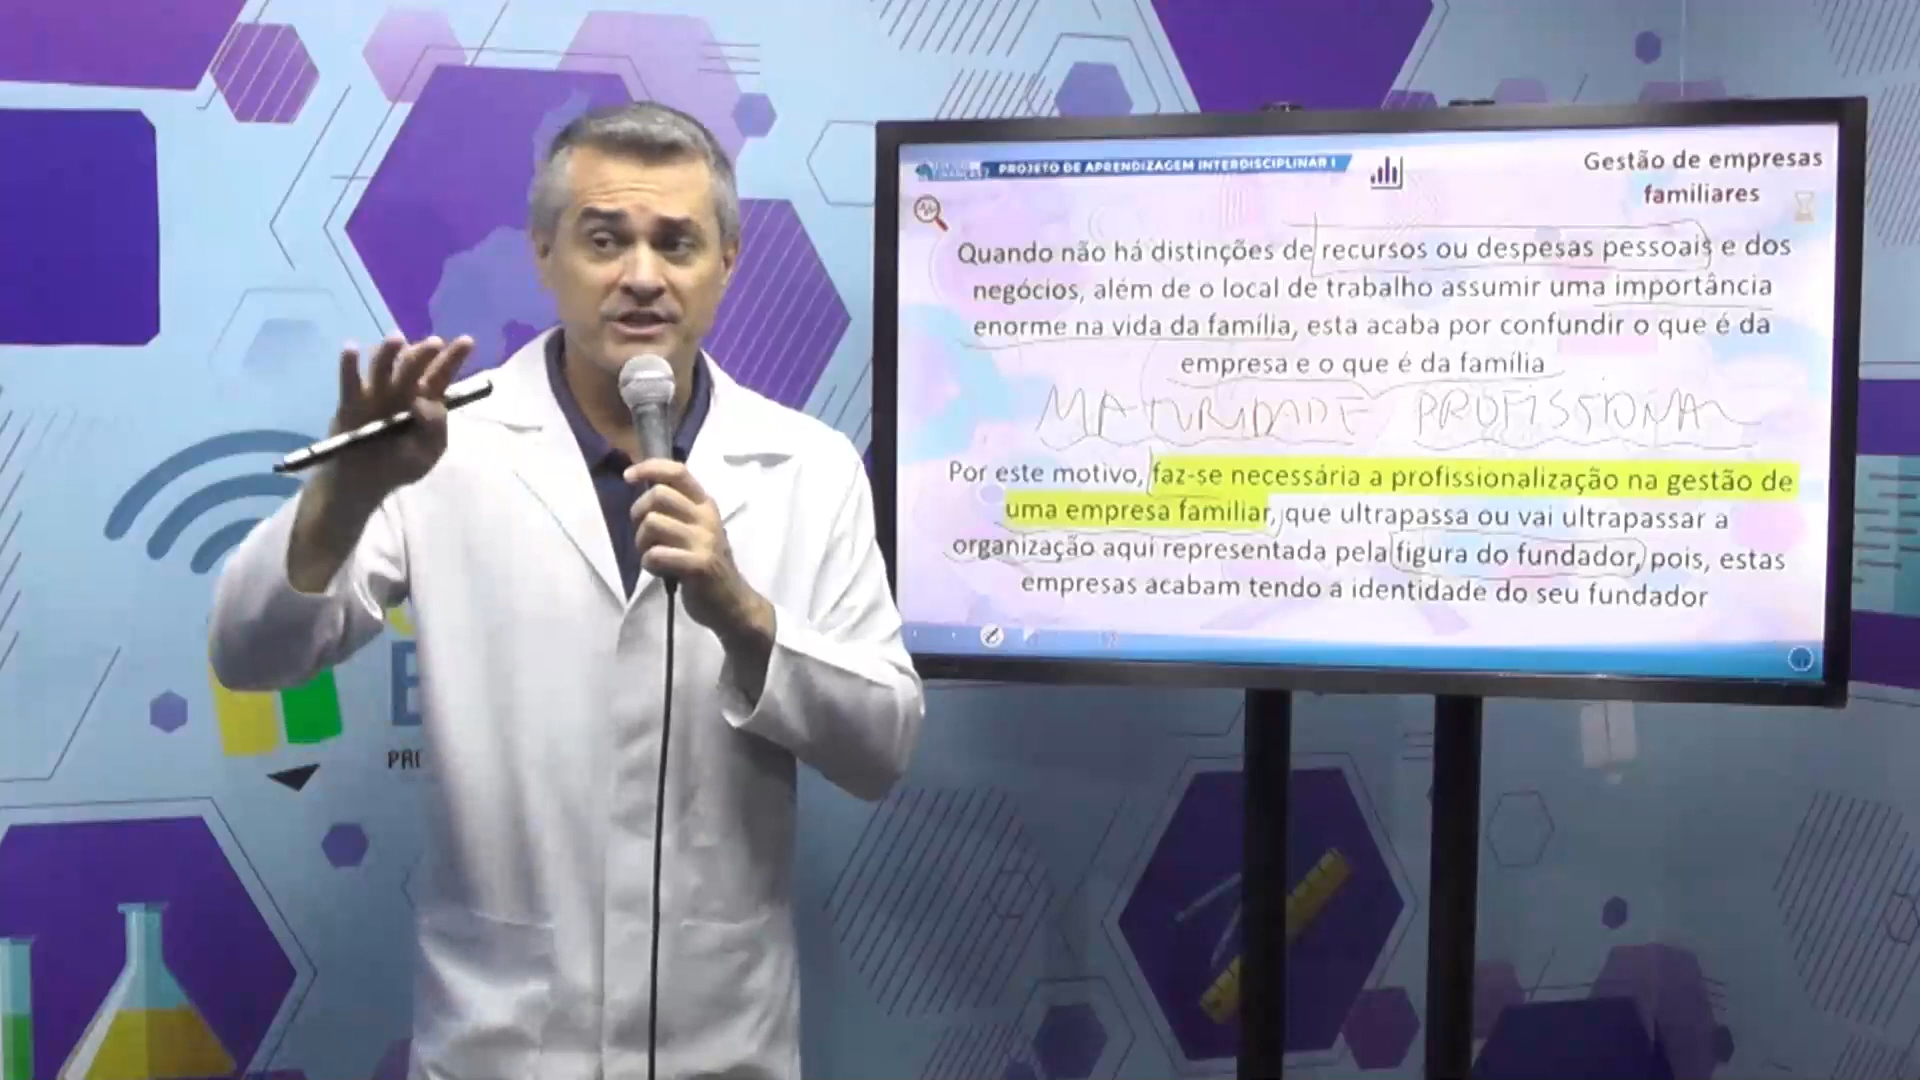 PROJETO DE APRENDIZAGEM INTERDISCIPLINAR I
Gestão de empresas
familiares
Quando não há distinções de recursos ou despesas pessoais e dos
negócios, além de o local de trabalho assumir uma importância
enorme na vida da família, esta acaba por confundir o que é da
empresa e o que é da família
MATURIDADE PROFISSIONAL
Por este motivo, faz-se necessária a profissionalização na gestão de
uma empresa familiar, que ultrapassa ou vai ultrapassar a
organização aqui representada pela figura do fundador, pois, estas
empresas acabam tendo a identidade do seu fundador